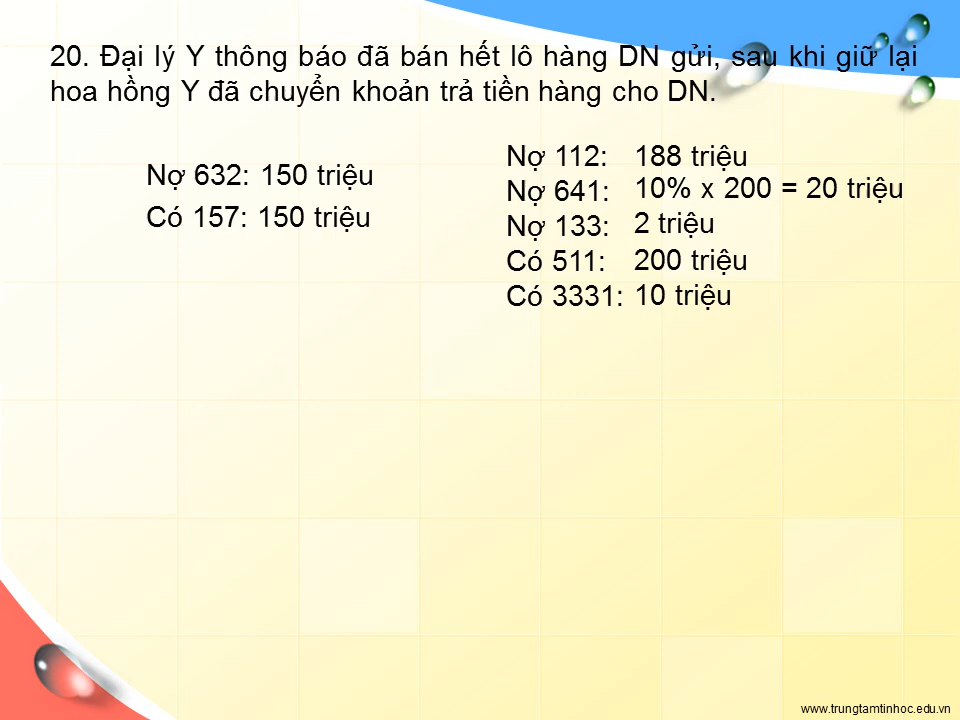 20. Đại lý Y thông báo đã bán hết lô hàng DN gửi, sau khi giữ lại
hoa hồng Y đã chuyển khoản trả tiền hàng cho DN.
Nợ 632: 150 triệu
Có 157: 150 triệu
Nợ 112: 188 triệu
Nợ 641: 10% x 200 = 20 triệu
Nợ 133: 2 triệu
Có 511: 200 triệu
Có 3331: 10 triệu
www.trungtamtinhoc.edu.vn